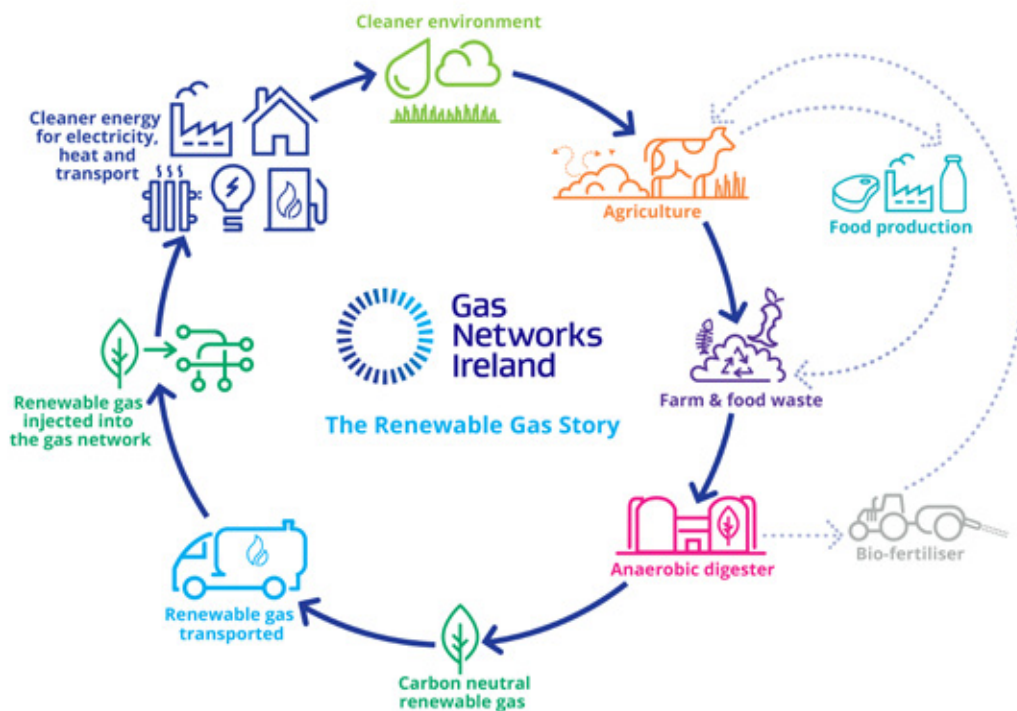 Cleaner environment
Cleaner energy
for electricity,
heat and
transport
Agriculture
Food production
Gas
Networks
Ireland
The Renewable Gas Story
Farm & food waste
Renewable gas
injected into
the gas network
Anaerobic digester
Bio-fertiliser
Renewable gas
transported
Carbon neutral
renewable gas